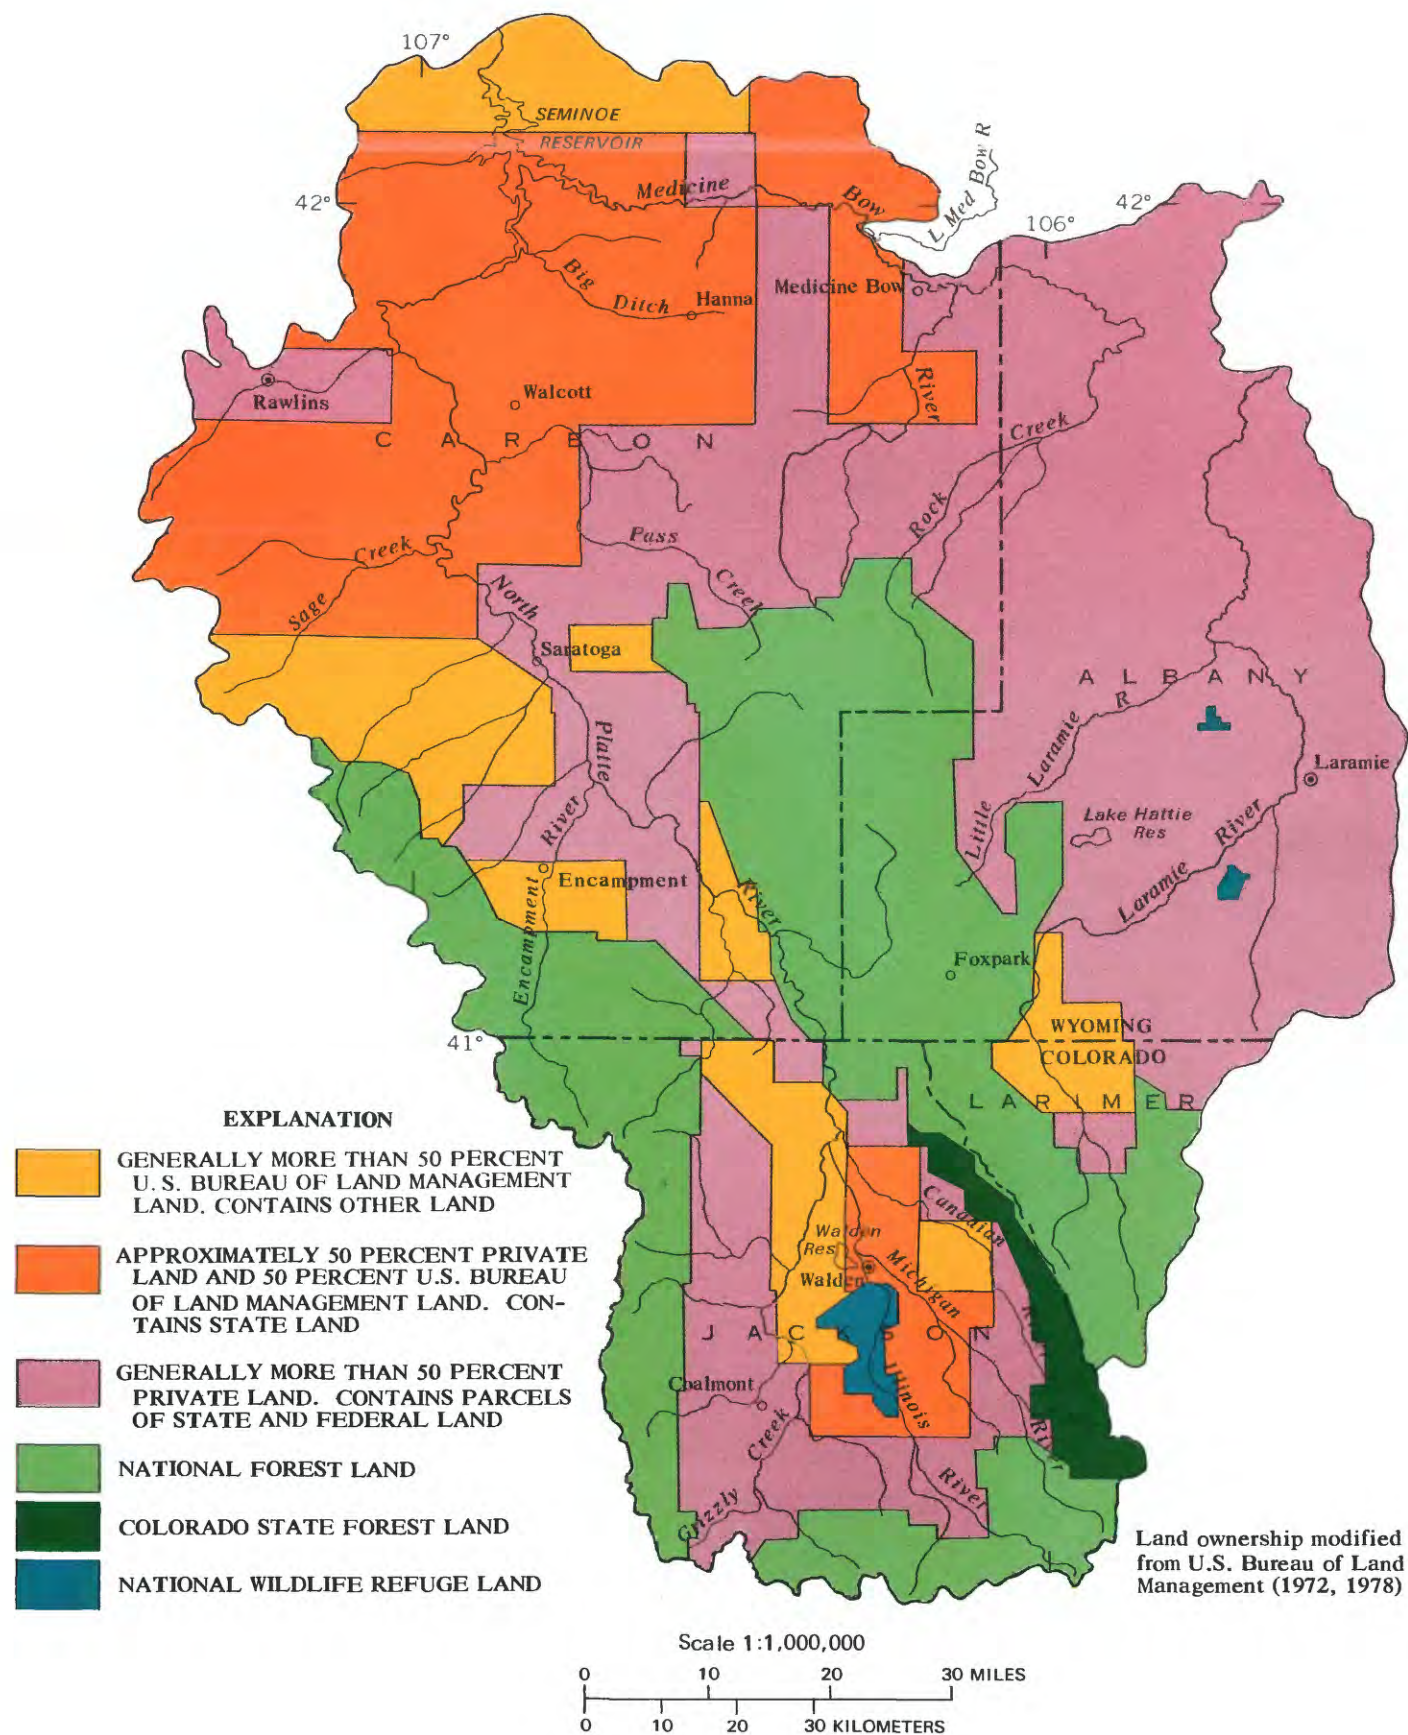 107°
SEMINOE
RESERVOIR
Medicine
Bow
L Med Bow R
42°
106°
42°
Big
Ditch
Hanna
Medicine Bow
River
Rawlins
Walcott
CARBON
Creek
Rock
Pass
Creek
Sage
Creek
North
Saratoga
Platte
River
ALBANY
Little
Laramie
R
Laramie
Lake Hattie
Res
Laramie
River
Encampment
River
Encampment
Foxpark
41°
WYOMING
COLORADO
LARIMER
Canadian
River
Walden
Res
Walden
Michigan
River
JACKSON
Coalmont
Illinois
River
Grizzly
Creek
EXPLANATION
GENERALLY MORE THAN 50 PERCENT
U. S. BUREAU OF LAND MANAGEMENT
LAND. CONTAINS OTHER LAND
APPROXIMATELY 50 PERCENT PRIVATE
LAND AND 50 PERCENT U.S. BUREAU
OF LAND MANAGEMENT LAND. CON-
TAINS STATE LAND
GENERALLY MORE THAN 50 PERCENT
PRIVATE LAND. CONTAINS PARCELS
OF STATE AND FEDERAL LAND
NATIONAL FOREST LAND
COLORADO STATE FOREST LAND
NATIONAL WILDLIFE REFUGE LAND
Land ownership modified
from U.S. Bureau of Land
Management (1972, 1978)
Scale 1:1,000,000
0 10 20 30 MILES
0 10 20 30 KILOMETERS